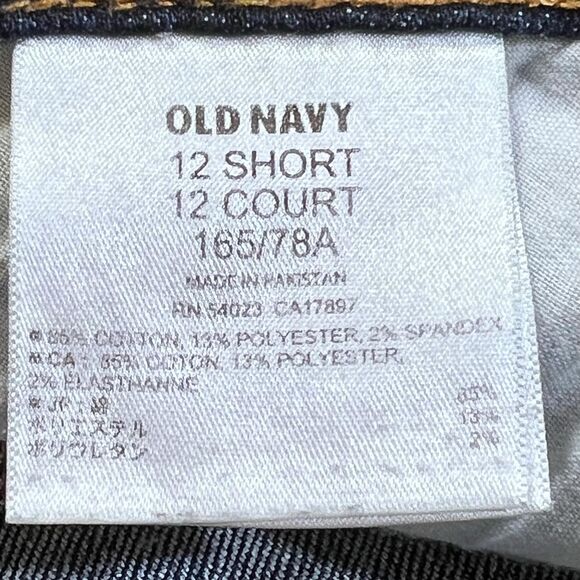 OLD NAVY
12 SHORT
12 COURT
165/78A
MADE IN PAKISTAN
RN 54023 CA17897
※ 85% COTTON, 13% POLYESTER, 2% SPANDEX
※ CA : 85% COTON, 13% POLYESTER,
2% ELASTHANNE
※ JP : 綿 85%
ポリエステル 13%
ポリウレタン 2%